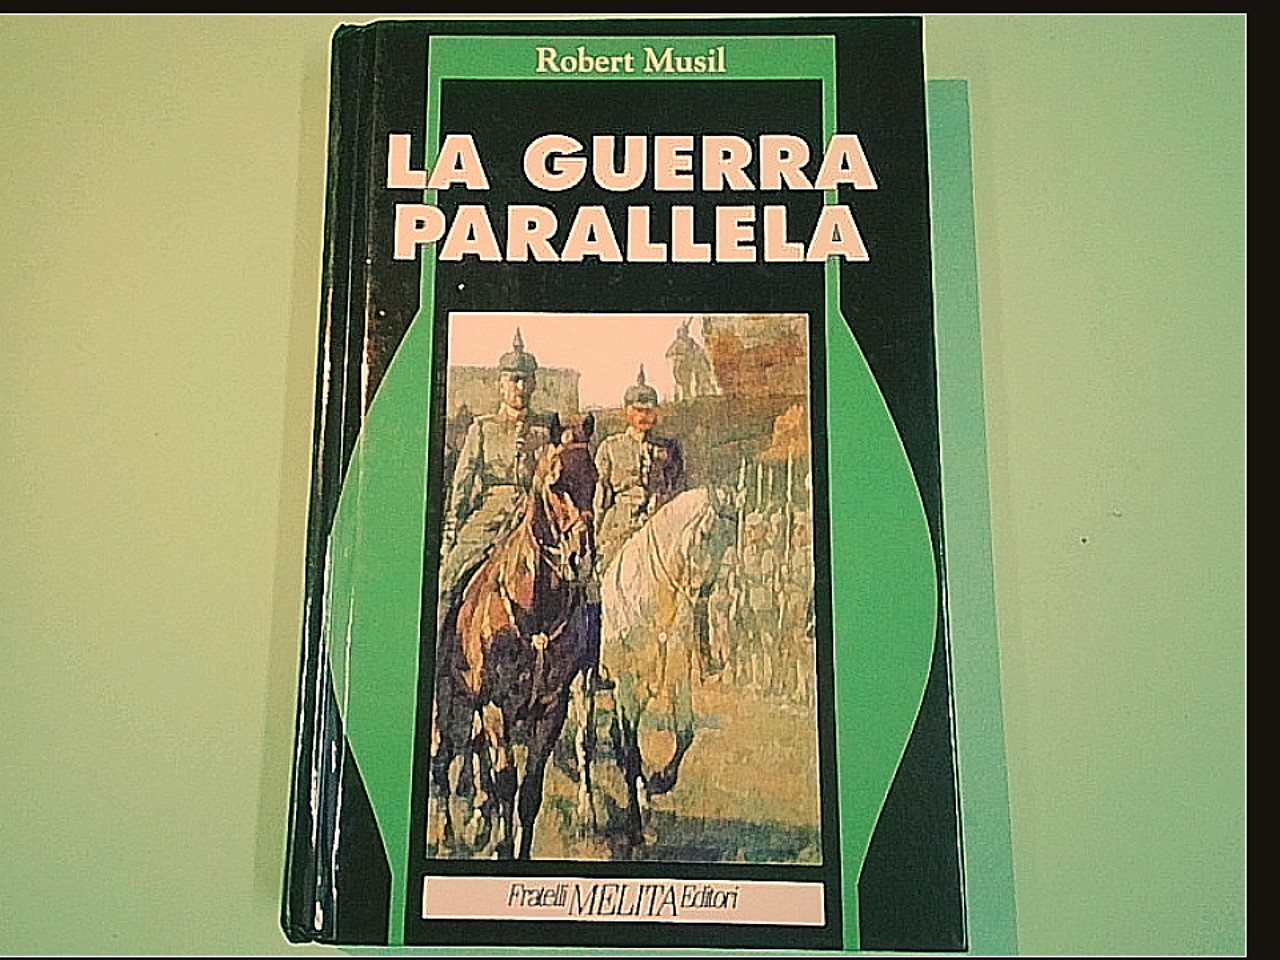 Robert Musil
LA GUERRA
PARALLELA
Fratelli MELITA Editori